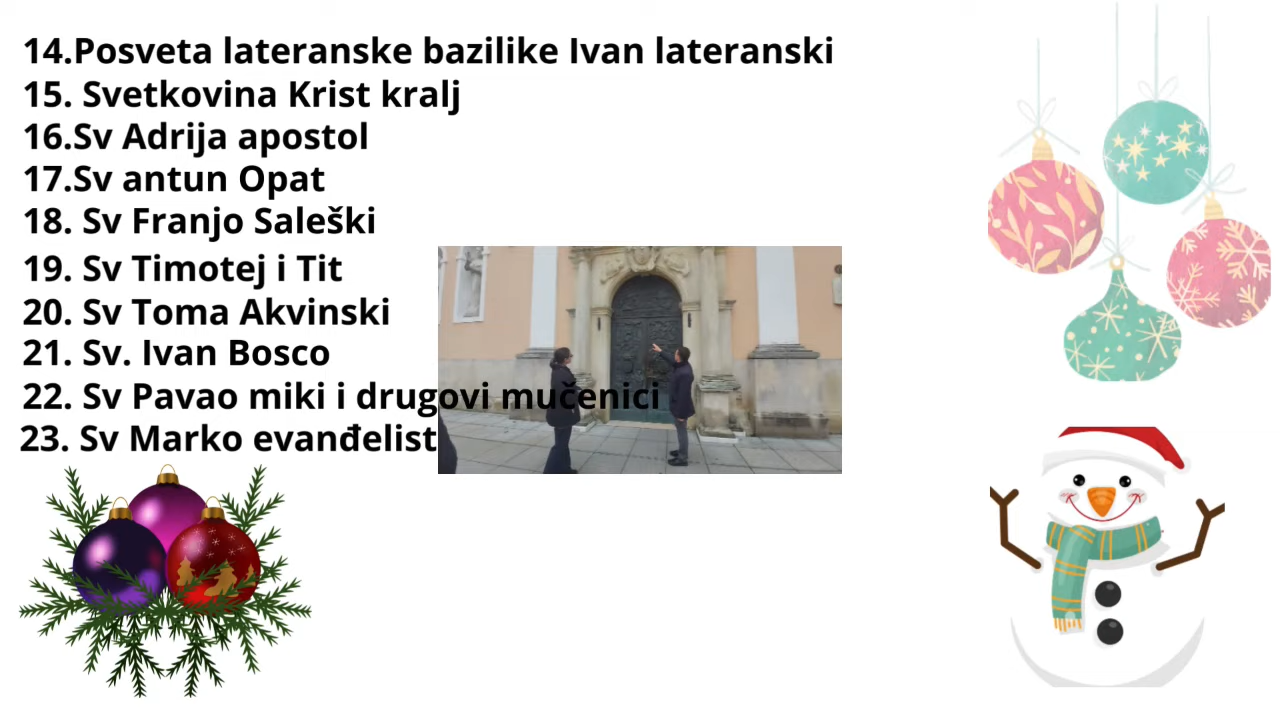 14.Posveta lateranske bazilike Ivan lateranski
15. Svetkovina Krist kralj
16.Sv Adrija apostol
17.Sv antun Opat
18. Sv Franjo Saleški
19. Sv Timotej i Tit
20. Sv Toma Akvinski
21. Sv. Ivan Bosco
22. Sv Pavao miki i drugovi mučenici
23. Sv Marko evanđelist